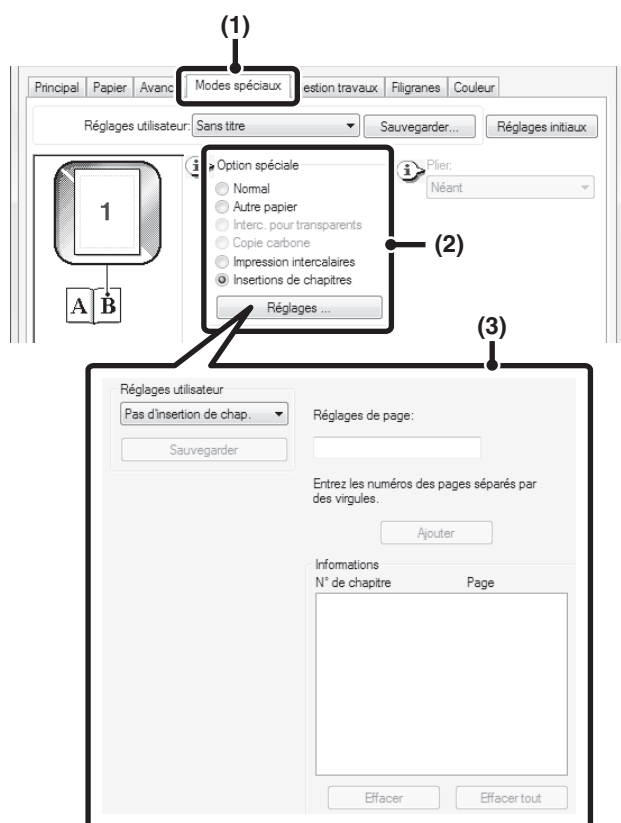 (1)
Principal Papier Avanc Modes spéciaux estion travaux Filigranes Couleur
Réglages utilisateur: Sans titre Sauvegarder... Réglages initiaux
Option spéciale Plier:
Normal Néant
1 Autre papier
Interc. pour transparents
Copie carbone (2)
Impression intercalaires
Insertions de chapitres
A B Réglages ...
(3)
Réglages utilisateur
Pas d'insertion de chap. Réglages de page:
Sauvegarder
Entrez les numéros des pages séparés par
des virgules.
Ajouter
Informations
N° de chapitre Page
Effacer Effacer tout